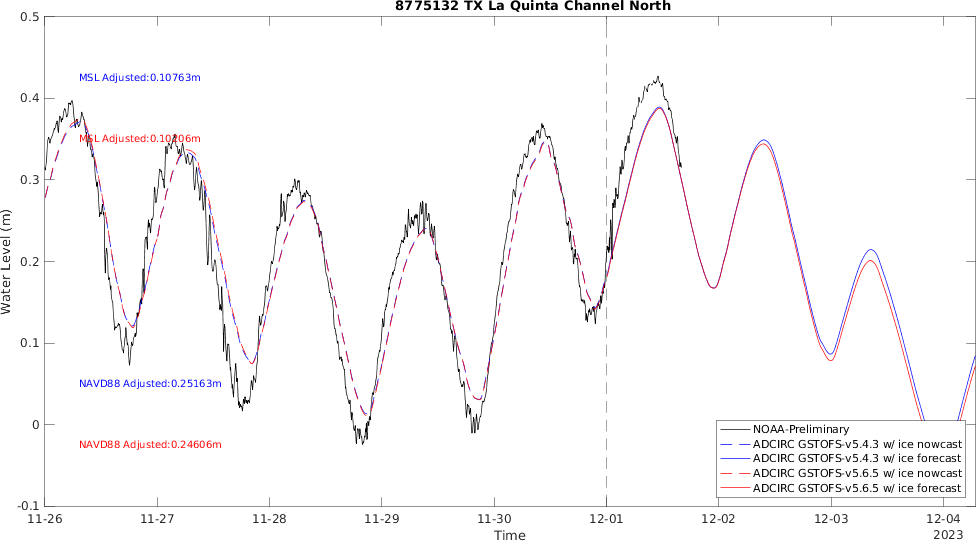 8775132 TX La Quinta Channel North
0.5
0.4
0.3
0.2
0.1
0
-0.1
Water Level (m)
MSL Adjusted:0.10763m
MSL Adjusted:0.10206m
NAVD88 Adjusted:0.25163m
NAVD88 Adjusted:0.24606m
NOAA-Preliminary
ADCIRC GSTOFS-v5.4.3 w/ ice nowcast
ADCIRC GSTOFS-v5.4.3 w/ ice forecast
ADCIRC GSTOFS-v5.6.5 w/ ice nowcast
ADCIRC GSTOFS-v5.6.5 w/ ice forecast
11-26 11-27 11-28 11-29 11-30 12-01 12-02 12-03 12-04
Time
2023